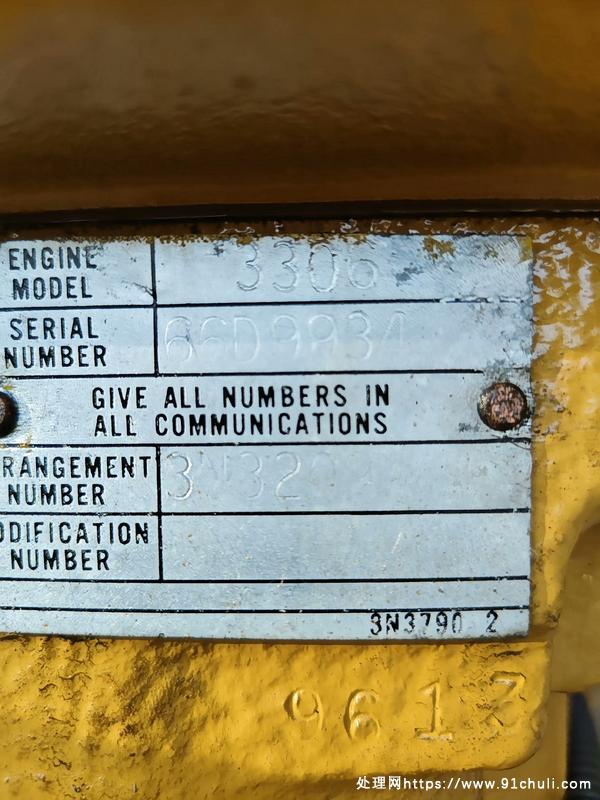 ENGINE
MODEL
3306
SERIAL
NUMBER
66D9934
GIVE ALL NUMBERS IN
ALL COMMUNICATIONS
RANGEMENT
NUMBER
ODIFICATION
NUMBER
3N3790 2
9613
处理网https://www.91chuli.com/